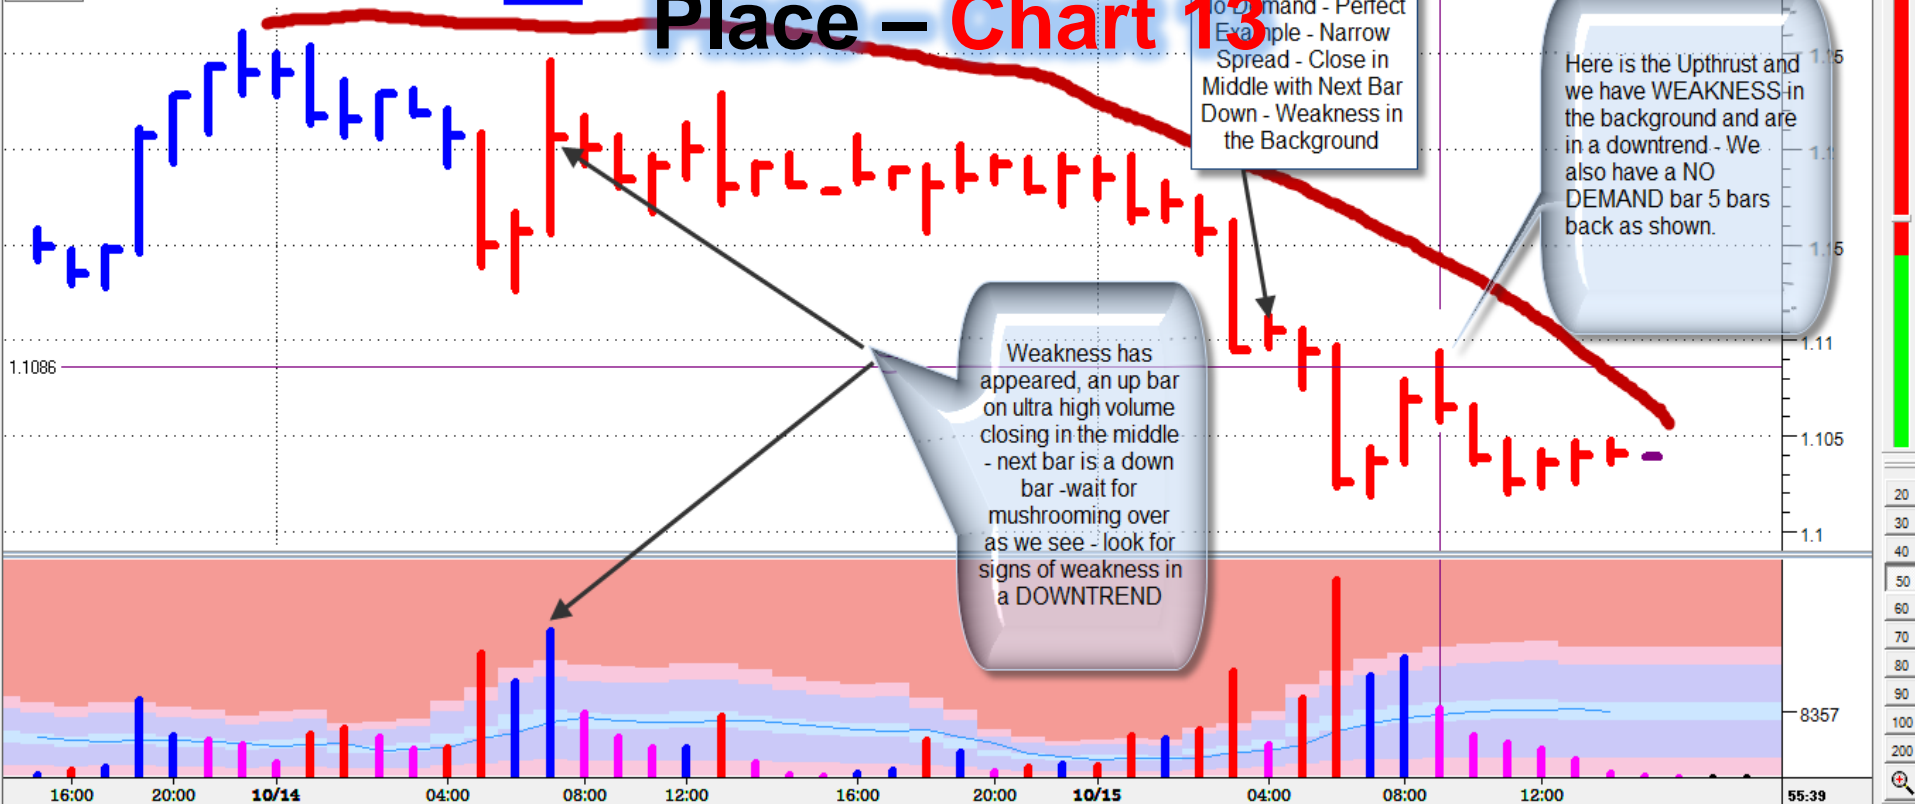 Place – Chart 13
No Demand - Perfect
Example - Narrow
Spread - Close in
Middle with Next Bar
Down - Weakness in
the Background
Here is the Upthrust and
we have WEAKNESS in
the background and are
in a downtrend - We
also have a NO
DEMAND bar 5 bars
back as shown.
Weakness has
appeared, an up bar
on ultra high volume
closing in the middle
- next bar is a down
bar -wait for
mushrooming over
as we see - look for
signs of weakness in
a DOWNTREND
1.1086
1.15
1.11
1.105
1.1
8357
20
30
40
50
60
70
80
90
100
200
16:00
20:00
10/14
04:00
08:00
12:00
16:00
20:00
10/15
04:00
08:00
12:00
55:39